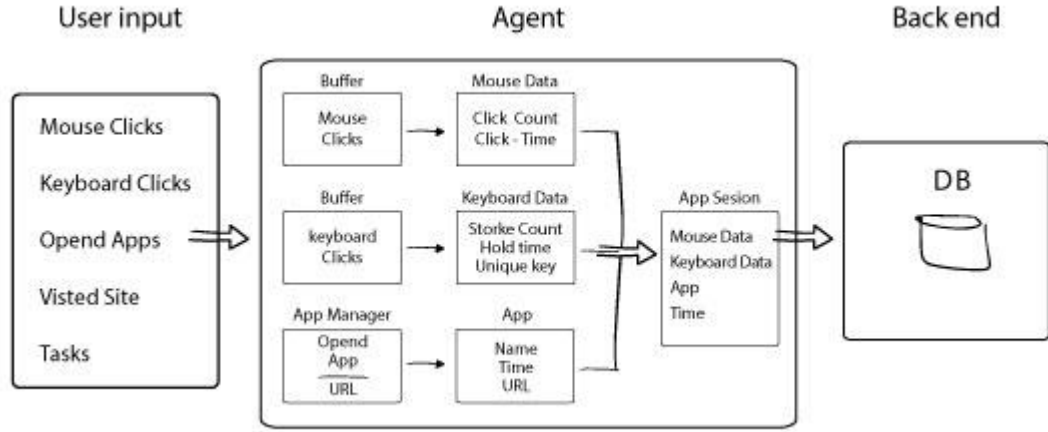 User input
Agent
Back end
Mouse Clicks
Keyboard Clicks
Opend Apps
Visted Site
Tasks
Buffer
Mouse
Clicks
Mouse Data
Click Count
Click - Time
Buffer
keyboard
Clicks
Keyboard Data
Storke Count
Hold time
Unique key
App Manager
Opend
App
URL
App
Name
Time
URL
App Sesion
Mouse Data
Keyboard Data
App
Time
DB